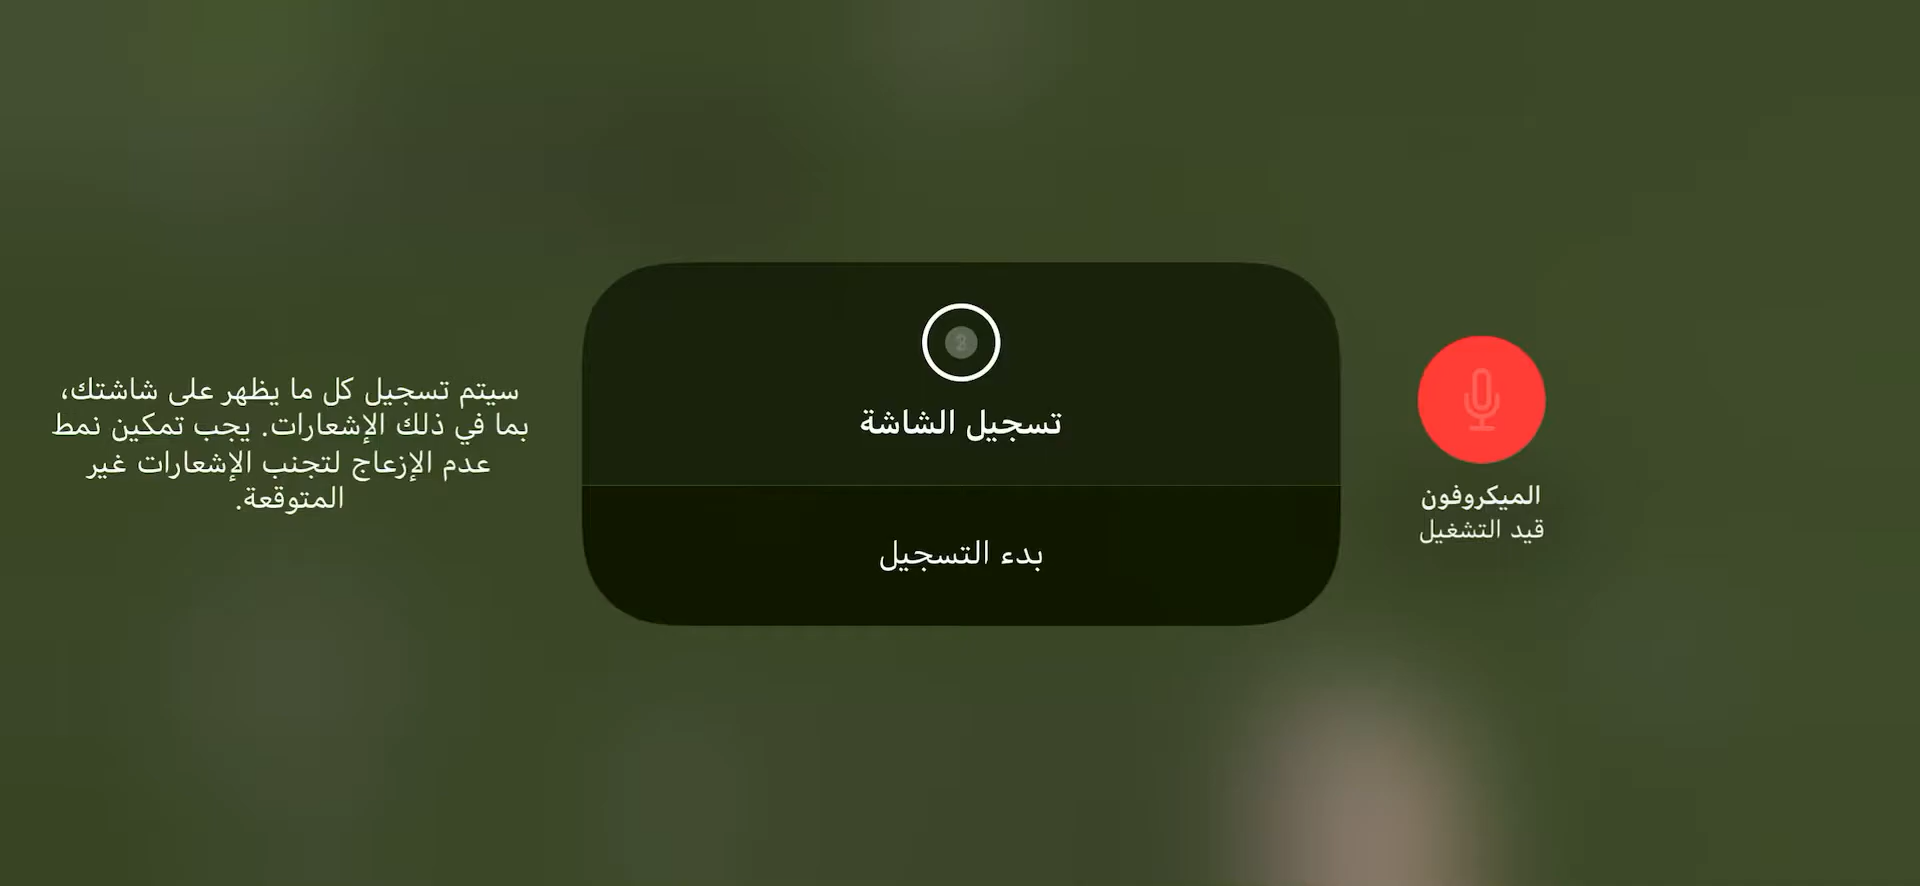 سيتم تسجيل كل ما يظهر على شاشتك،
بما في ذلك الإشعارات. يجب تمكين نمط
عدم الإزعاج لتجنب الإشعارات غير
المتوقعة.
تسجيل الشاشة
بدء التسجيل
الميكروفون
قيد التشغيل